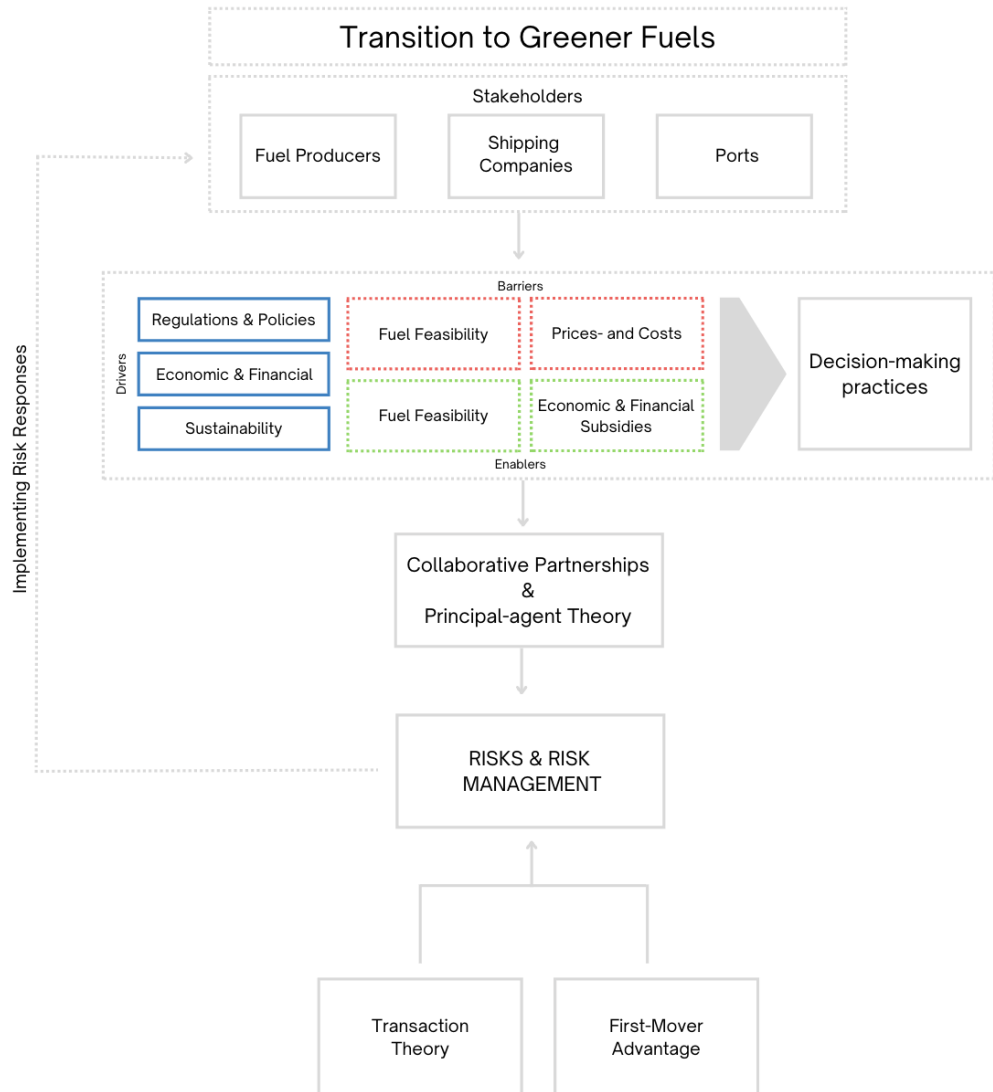 Transition to Greener Fuels
Stakeholders
Fuel Producers
Shipping
Companies
Ports
Implementing Risk Responses
Barriers
Drivers
Regulations & Policies
Economic & Financial
Sustainability
Fuel Feasibility
Prices- and Costs
Fuel Feasibility
Economic & Financial
Subsidies
Enablers
Decision-making
practices
Collaborative Partnerships
&
Principal-agent Theory
RISKS & RISK
MANAGEMENT
Transaction
Theory
First-Mover
Advantage